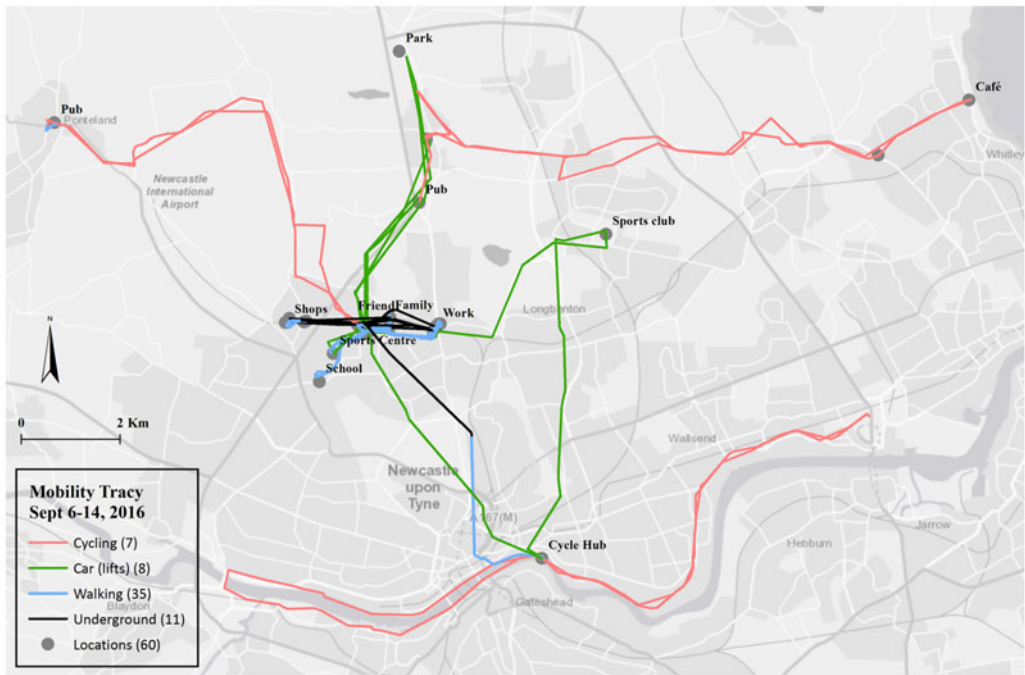 Park
Café
Pub
Ponteland
Whitley
Newcastle
International
Airport
Pub
Sports club
Shops
Friend
Family
Work
Longbenton
Sports Centre
School
N
0
2 Km
Wallsend
Newcastle
upon
Tyne
A167(M)
Jarrow
Cycle Hub
Hebburn
Gateshead
Blaydon
Mobility Tracy
Sept 6-14, 2016
Cycling (7)
Car (lifts) (8)
Walking (35)
Underground (11)
Locations (60)